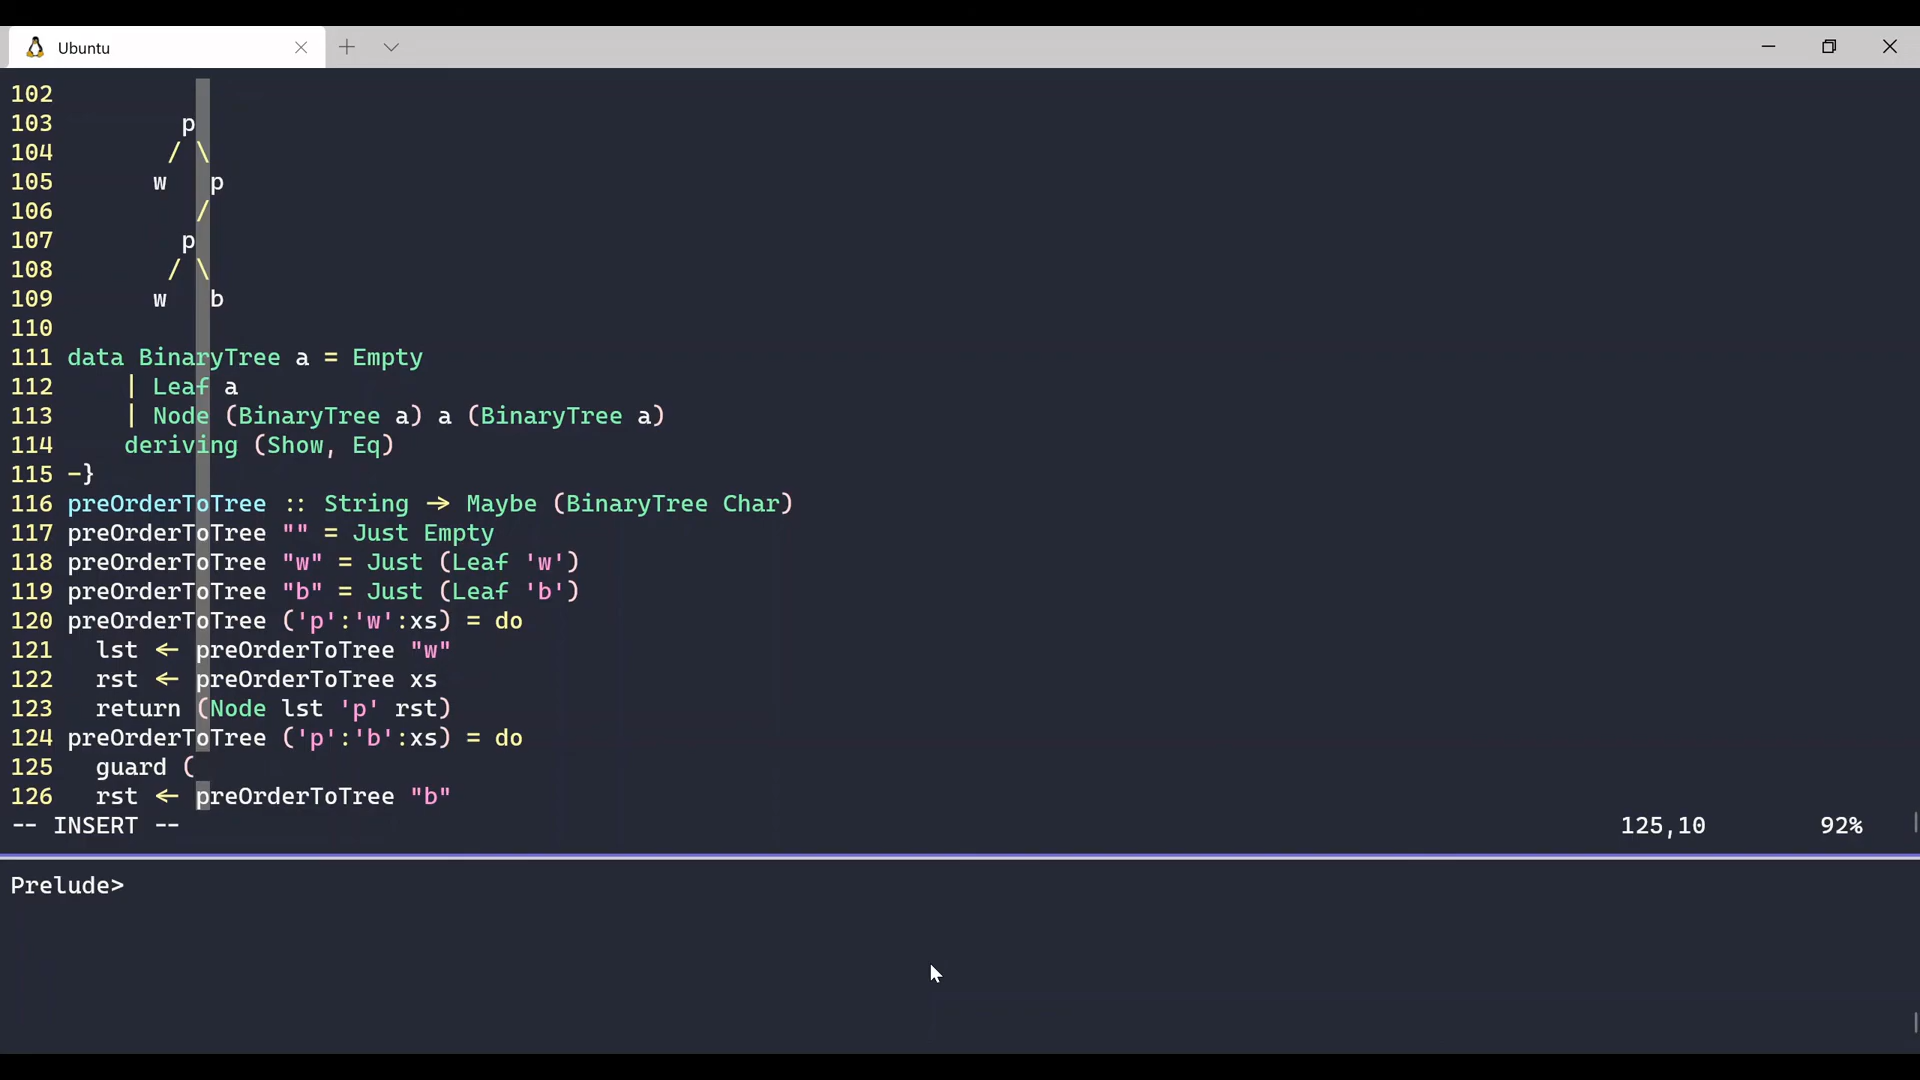 Ubuntu
102
103         p
104        / \
105       w   p
106          /
107         p
108        / \
109       w   b
110
111 data BinaryTree a = Empty
112     | Leaf a
113     | Node (BinaryTree a) a (BinaryTree a)
114     deriving (Show, Eq)
115 -}
116 preOrderToTree :: String -> Maybe (BinaryTree Char)
117 preOrderToTree "" = Just Empty
118 preOrderToTree "w" = Just (Leaf 'w')
119 preOrderToTree "b" = Just (Leaf 'b')
120 preOrderToTree ('p':'w':xs) = do
121   lst <- preOrderToTree "w"
122   rst <- preOrderToTree xs
123   return (Node lst 'p' rst)
124 preOrderToTree ('p':'b':xs) = do
125   guard (
126   rst <- preOrderToTree "b"
-- INSERT -- 125,10 92%
Prelude>